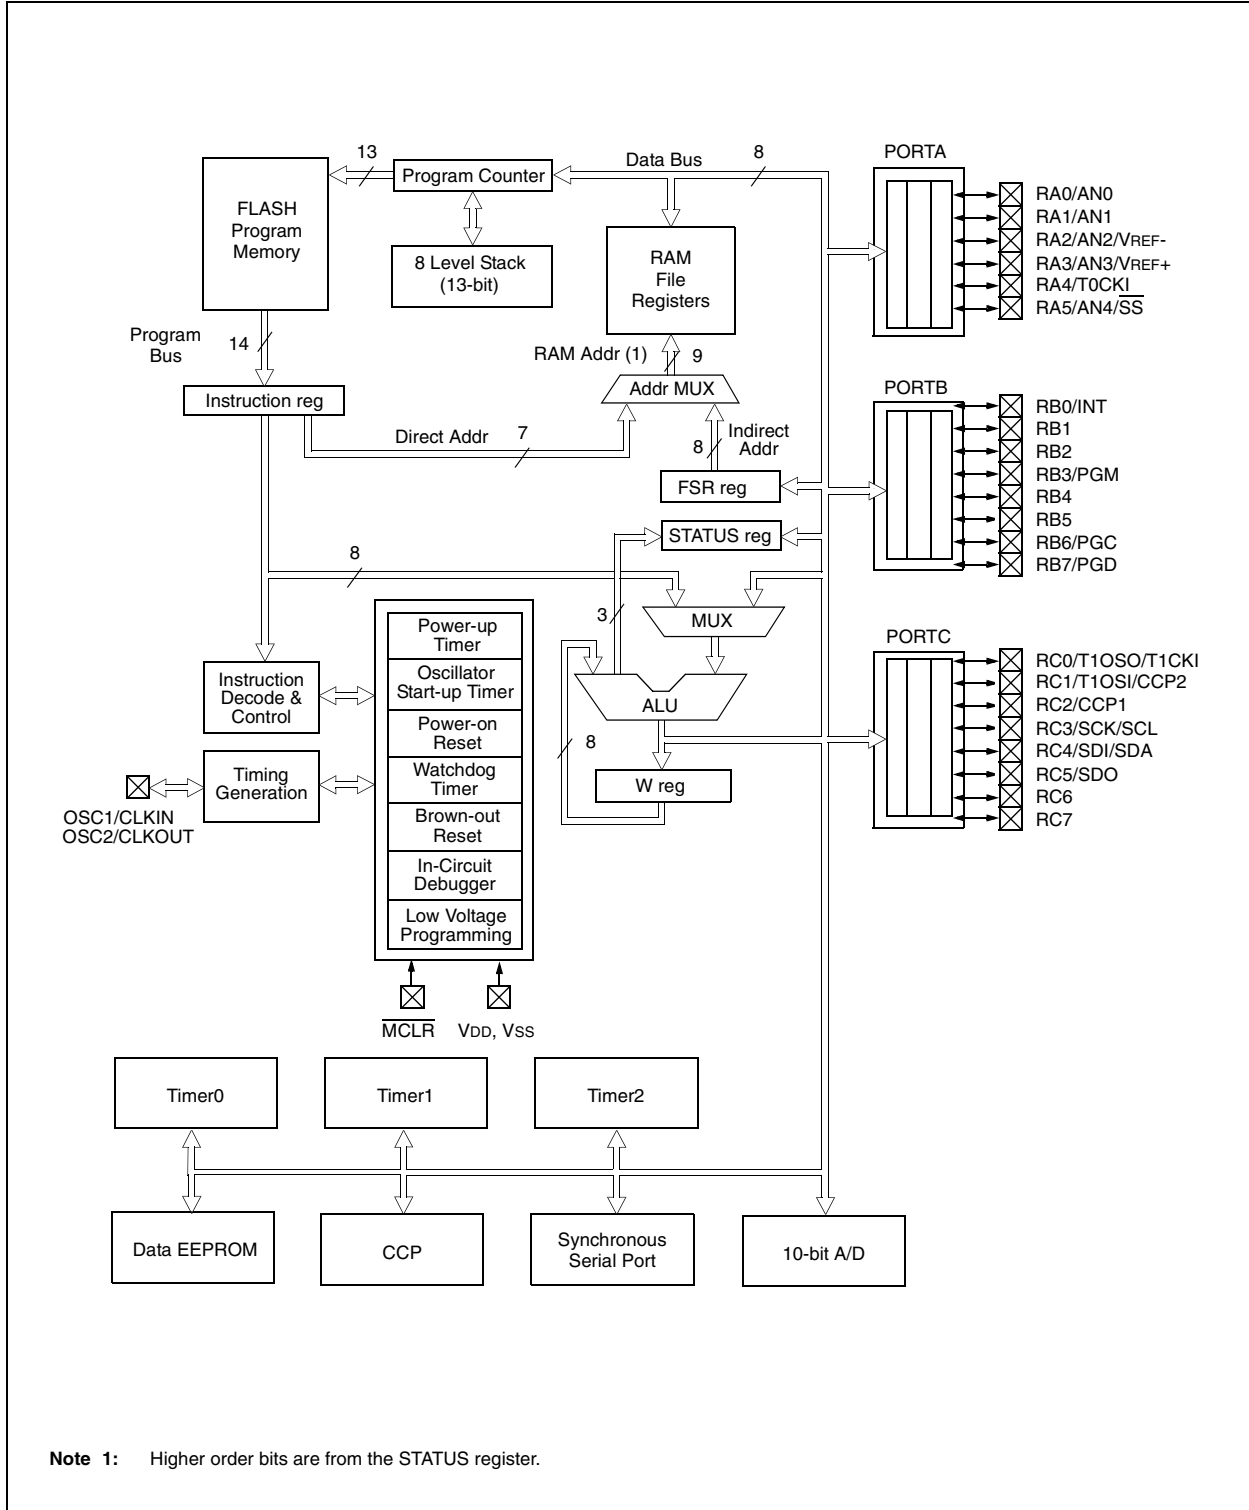 13
Data Bus
8
PORTA
FLASH
Program
Memory
Program Counter
8 Level Stack
(13-bit)
RAM
File
Registers
RA0/AN0
RA1/AN1
RA2/AN2/VREF-
RA3/AN3/VREF+
RA4/T0CKI
RA5/AN4/SS
Program
Bus
14
RAM Addr (1)
9
Addr MUX
Instruction reg
Direct Addr
7
8
Indirect
Addr
FSR reg
STATUS reg
PORTB
RB0/INT
RB1
RB2
RB3/PGM
RB4
RB5
RB6/PGC
RB7/PGD
8
3
MUX
ALU
8
W reg
Power-up
Timer
Oscillator
Start-up Timer
Power-on
Reset
Watchdog
Timer
Brown-out
Reset
In-Circuit
Debugger
Low Voltage
Programming
Instruction
Decode &
Control
Timing
Generation
OSC1/CLKIN
OSC2/CLKOUT
MCLR
VDD, VSS
PORTC
RC0/T1OSO/T1CKI
RC1/T1OSI/CCP2
RC2/CCP1
RC3/SCK/SCL
RC4/SDI/SDA
RC5/SDO
RC6
RC7
Timer0
Timer1
Timer2
Data EEPROM
CCP
Synchronous
Serial Port
10-bit A/D
Note 1: Higher order bits are from the STATUS register.